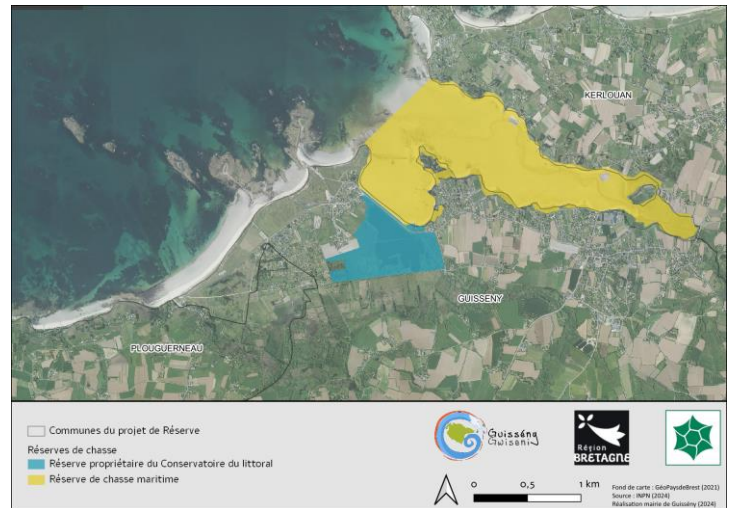 KERLOUAN
GUISSENY
PLOUGUERNEAU
Communes du projet de Réserve
Réserves de chasse
Réserve propriétaire du Conservatoire du littoral
Réserve de chasse maritime
Guissény
Gwiseni
Région
BRETAGNE
0 0,5 1 km
Fond de carte : GéoPaysdeBrest (2021)
Source : INPN (2024)
Réalisation mairie de Guissény (2024)